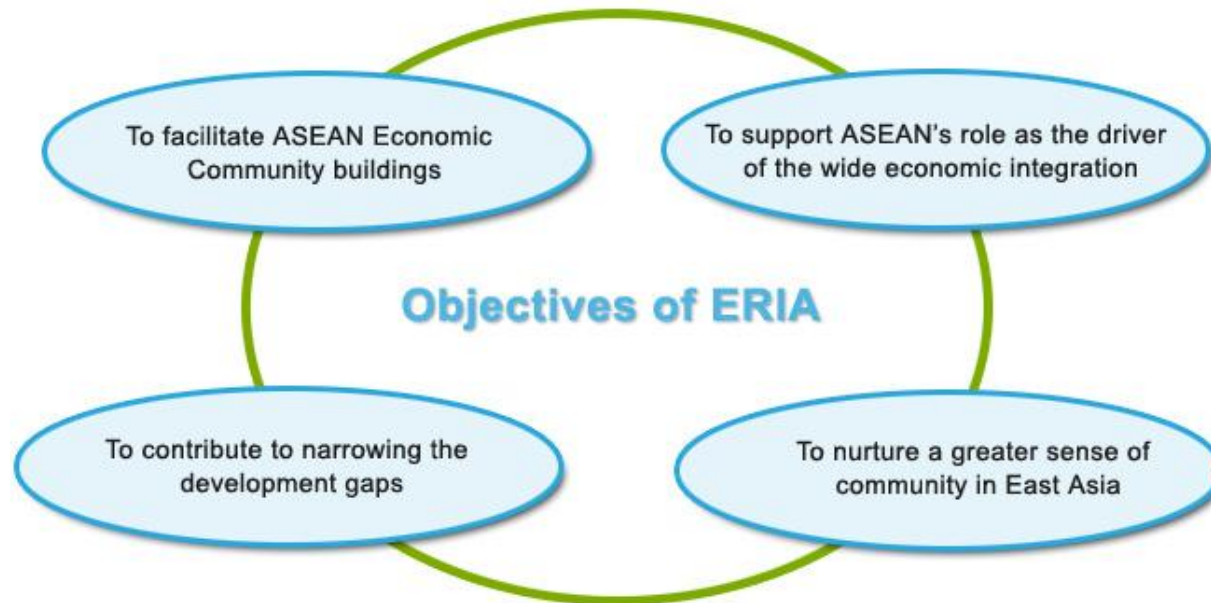 To facilitate ASEAN Economic
Community buildings
To support ASEAN's role as the driver
of the wide economic integration
Objectives of ERIA
To contribute to narrowing the
development gaps
To nurture a greater sense of
community in East Asia